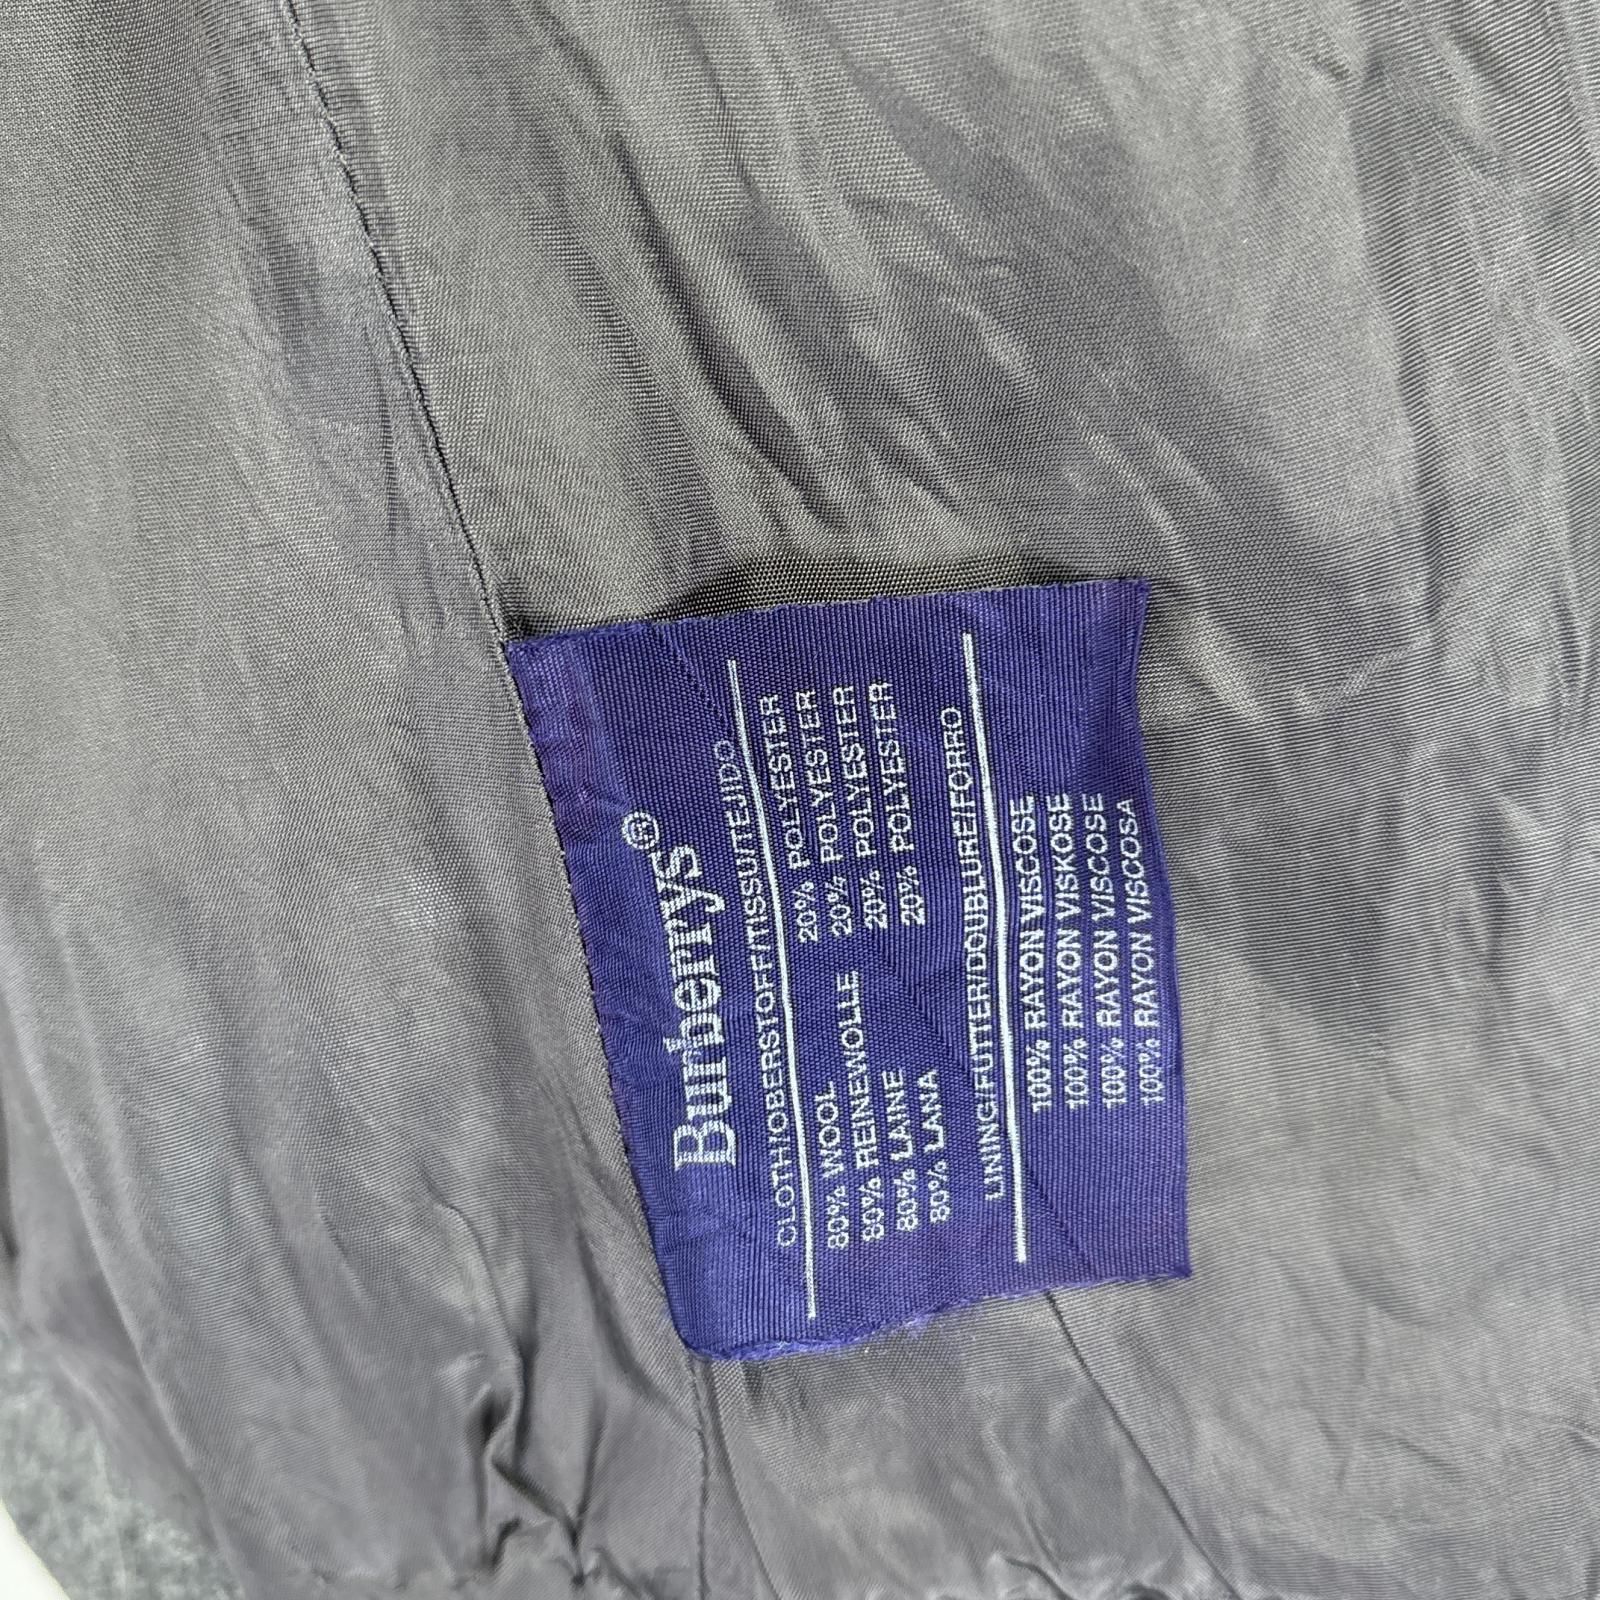 Burberrys®
CLOTH/OBERSTOFF/TISSU/TEJIDO
80% WOOL 20% POLYESTER
80% REINEWOLLE 20% POLYESTER
80% LAINE 20% POLYESTER
80% LANA 20% POLYESTER
LINING/FUTTER/DOUBLURE/FORRO
100% RAYON VISCOSE
100% RAYON VISKOSE
100% RAYON VISCOSE
100% RAYON VISCOSA